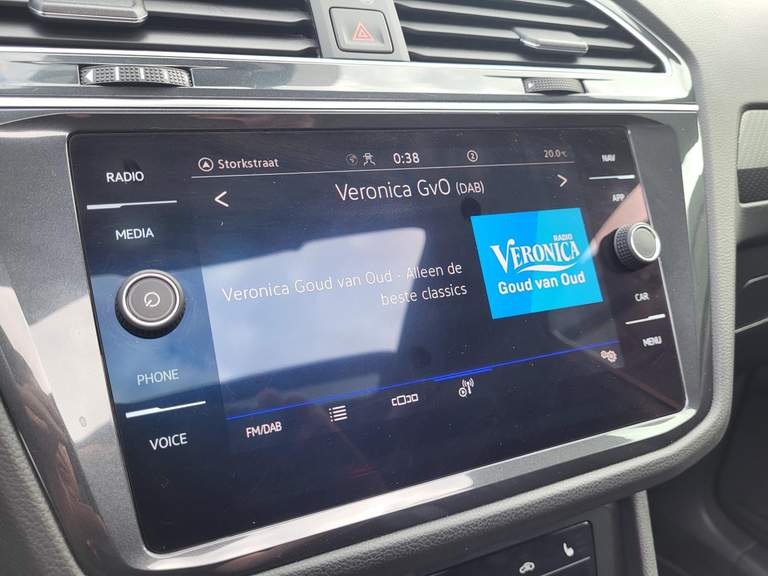 RADIO
MEDIA
PHONE
VOICE
Storkstraat
0:38
2
20.0°C
Veronica GvO (DAB)
Veronica Goud van Oud - Alleen de
beste classics
RADIO
VERONICA
Goud van Oud
FM/DAB
NAV
APP
CAR
MENU